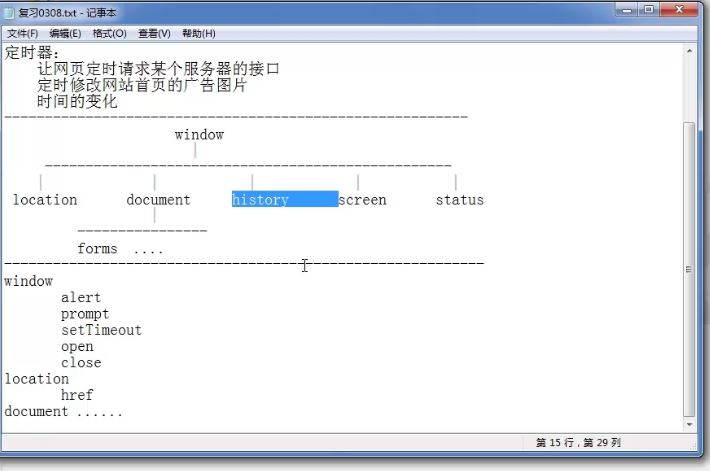 复习0308.txt - 记事本
文件(F) 编辑(E) 格式(O) 查看(V) 帮助(H)
定时器：
让网页定时请求某个服务器的接口
定时修改网站首页的广告图片
时间的变化
----------------------------------------------------------
window
|
---------------------------------------------------
| | | | |
location document history screen status
|
----------------
forms ....
------------------------------------------------------------
window
alert
prompt
setTimeout
open
close
location
href
document ......
第 15 行，第 29 列